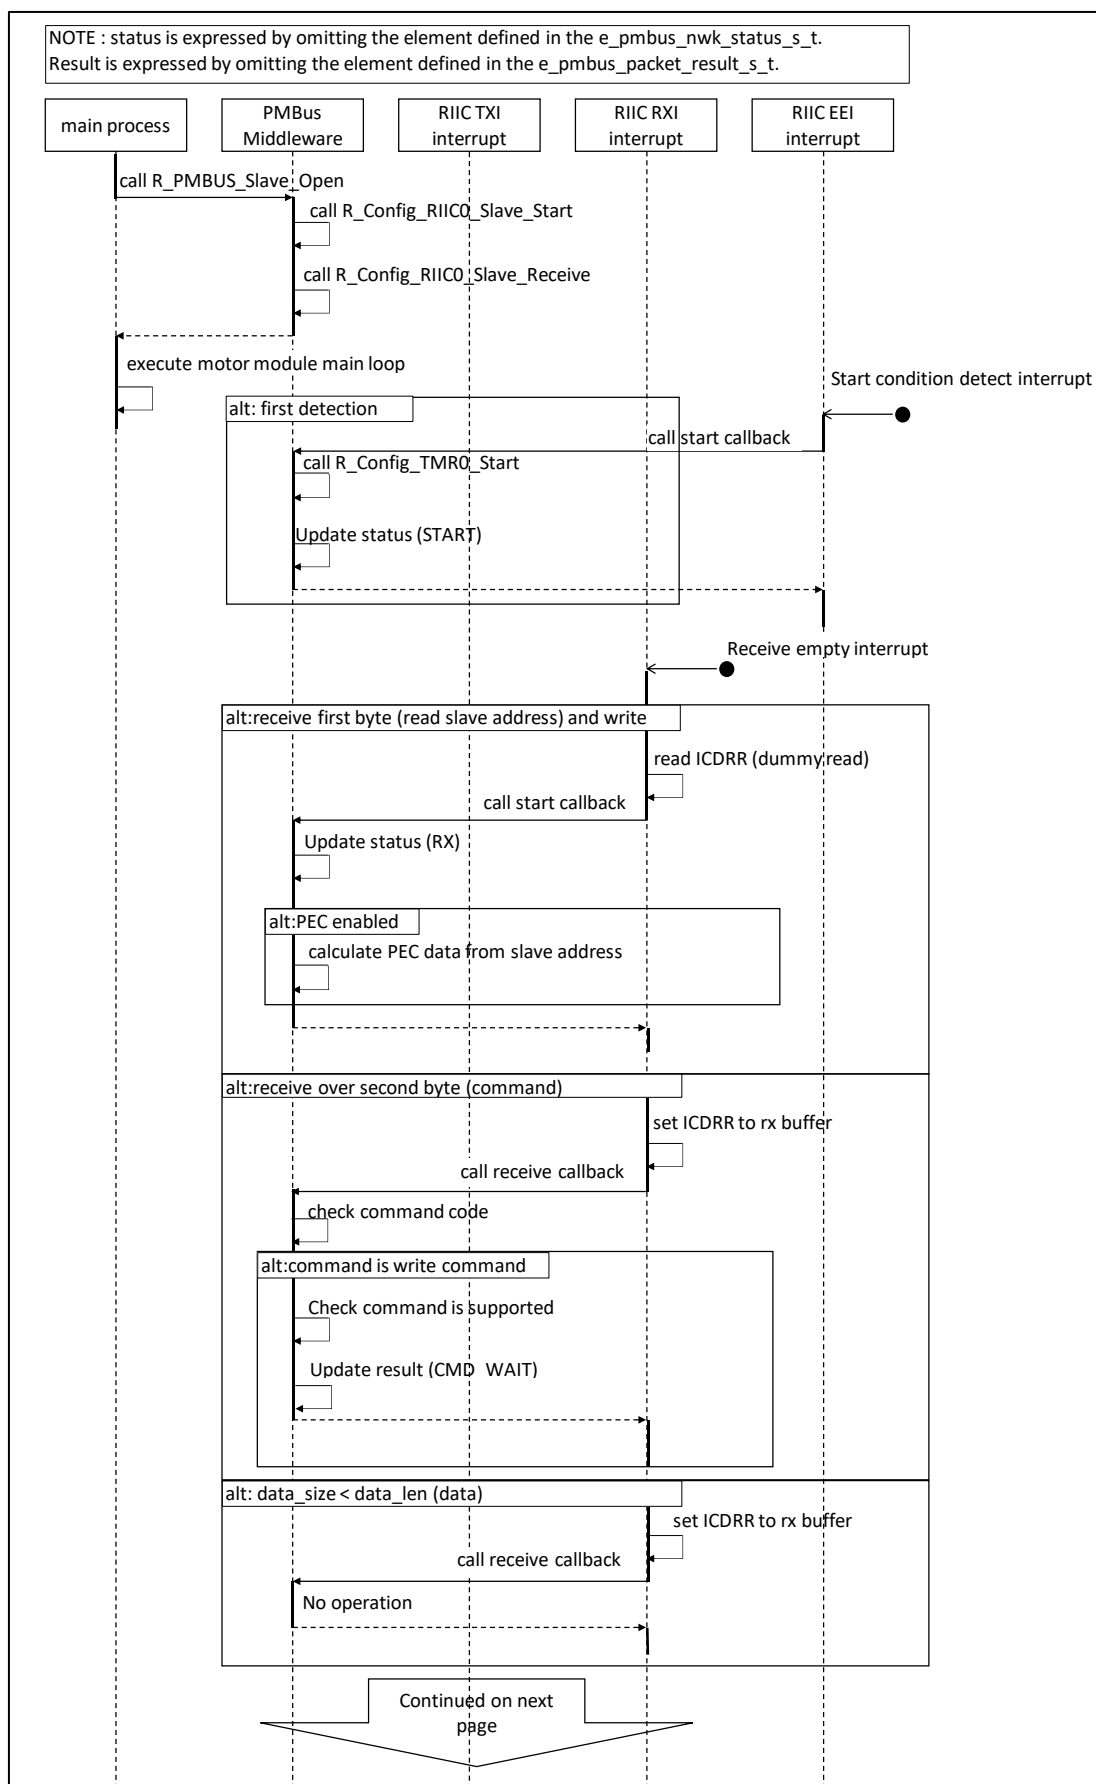 NOTE : status is expressed by omitting the element defined in the e_pmbus_nwk_status_s_t.
Result is expressed by omitting the element defined in the e_pmbus_packet_result_s_t.
main process
PMBus
Middleware
RIIC TXI
interrupt
RIIC RXI
interrupt
RIIC EEI
interrupt
call R_PMBUS_Slave_Open
call R_Config_RIIC0_Slave_Start
call R_Config_RIIC0_Slave_Receive
execute motor module main loop
Start condition detect interrupt
alt: first detection
call start callback
call R_Config_TMR0_Start
Update status (START)
Receive empty interrupt
alt:receive first byte (read slave address) and write
read ICDRR (dummy read)
call start callback
Update status (RX)
alt:PEC enabled
calculate PEC data from slave address
alt:receive over second byte (command)
set ICDRR to rx buffer
call receive callback
check command code
alt:command is write command
Check command is supported
Update result (CMD_WAIT)
alt: data_size < data_len (data)
set ICDRR to rx buffer
call receive callback
No operation
Continued on next
page